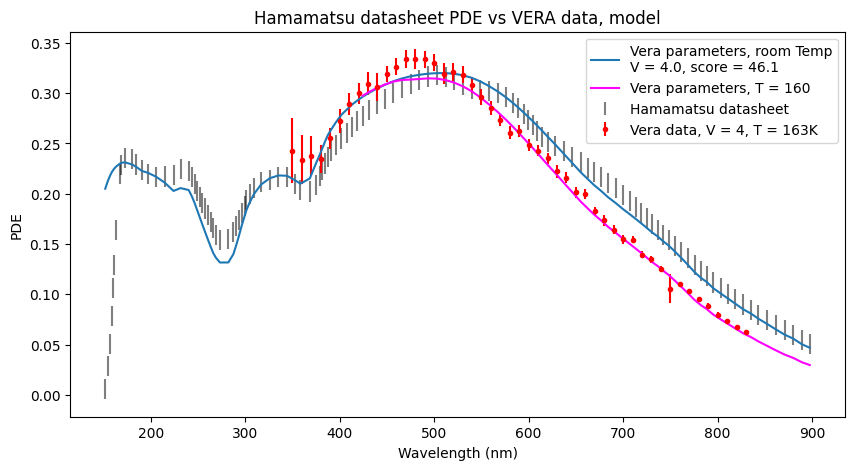 Hamamatsu datasheet PDE vs VERA data, model
PDE
0.35
0.30
0.25
0.20
0.15
0.10
0.05
0.00
Vera parameters, room Temp
V = 4.0, score = 46.1
Vera parameters, T = 160
Hamamatsu datasheet
Vera data, V = 4, T = 163K
200 300 400 500 600 700 800 900
Wavelength (nm)